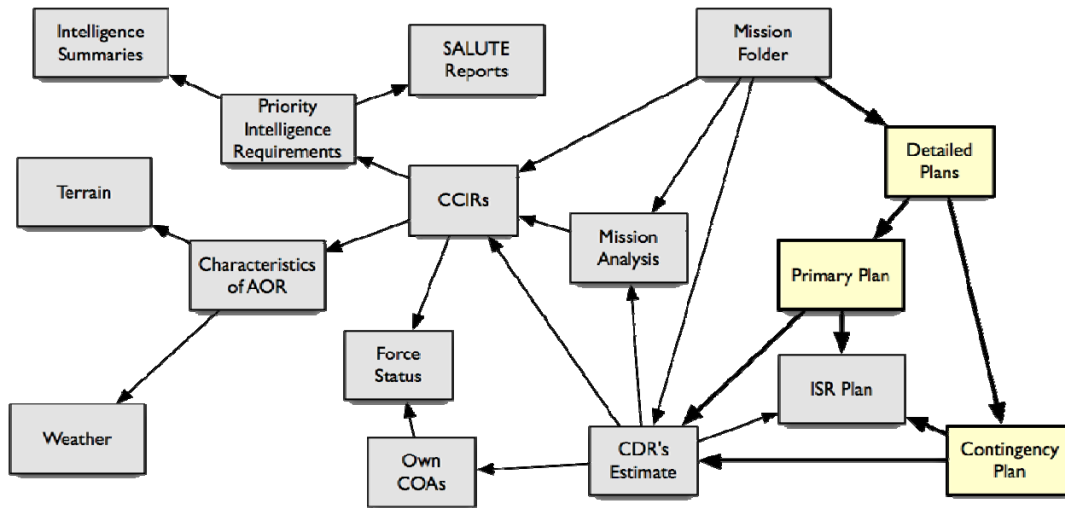 Intelligence
Summaries
SALUTE
Reports
Mission
Folder
Priority
Intelligence
Requirements
Detailed
Plans
Terrain
CCIRs
Mission
Analysis
Characteristics
of AOR
Primary Plan
Force
Status
ISR Plan
Weather
Own
COAs
CDR's
Estimate
Contingency
Plan